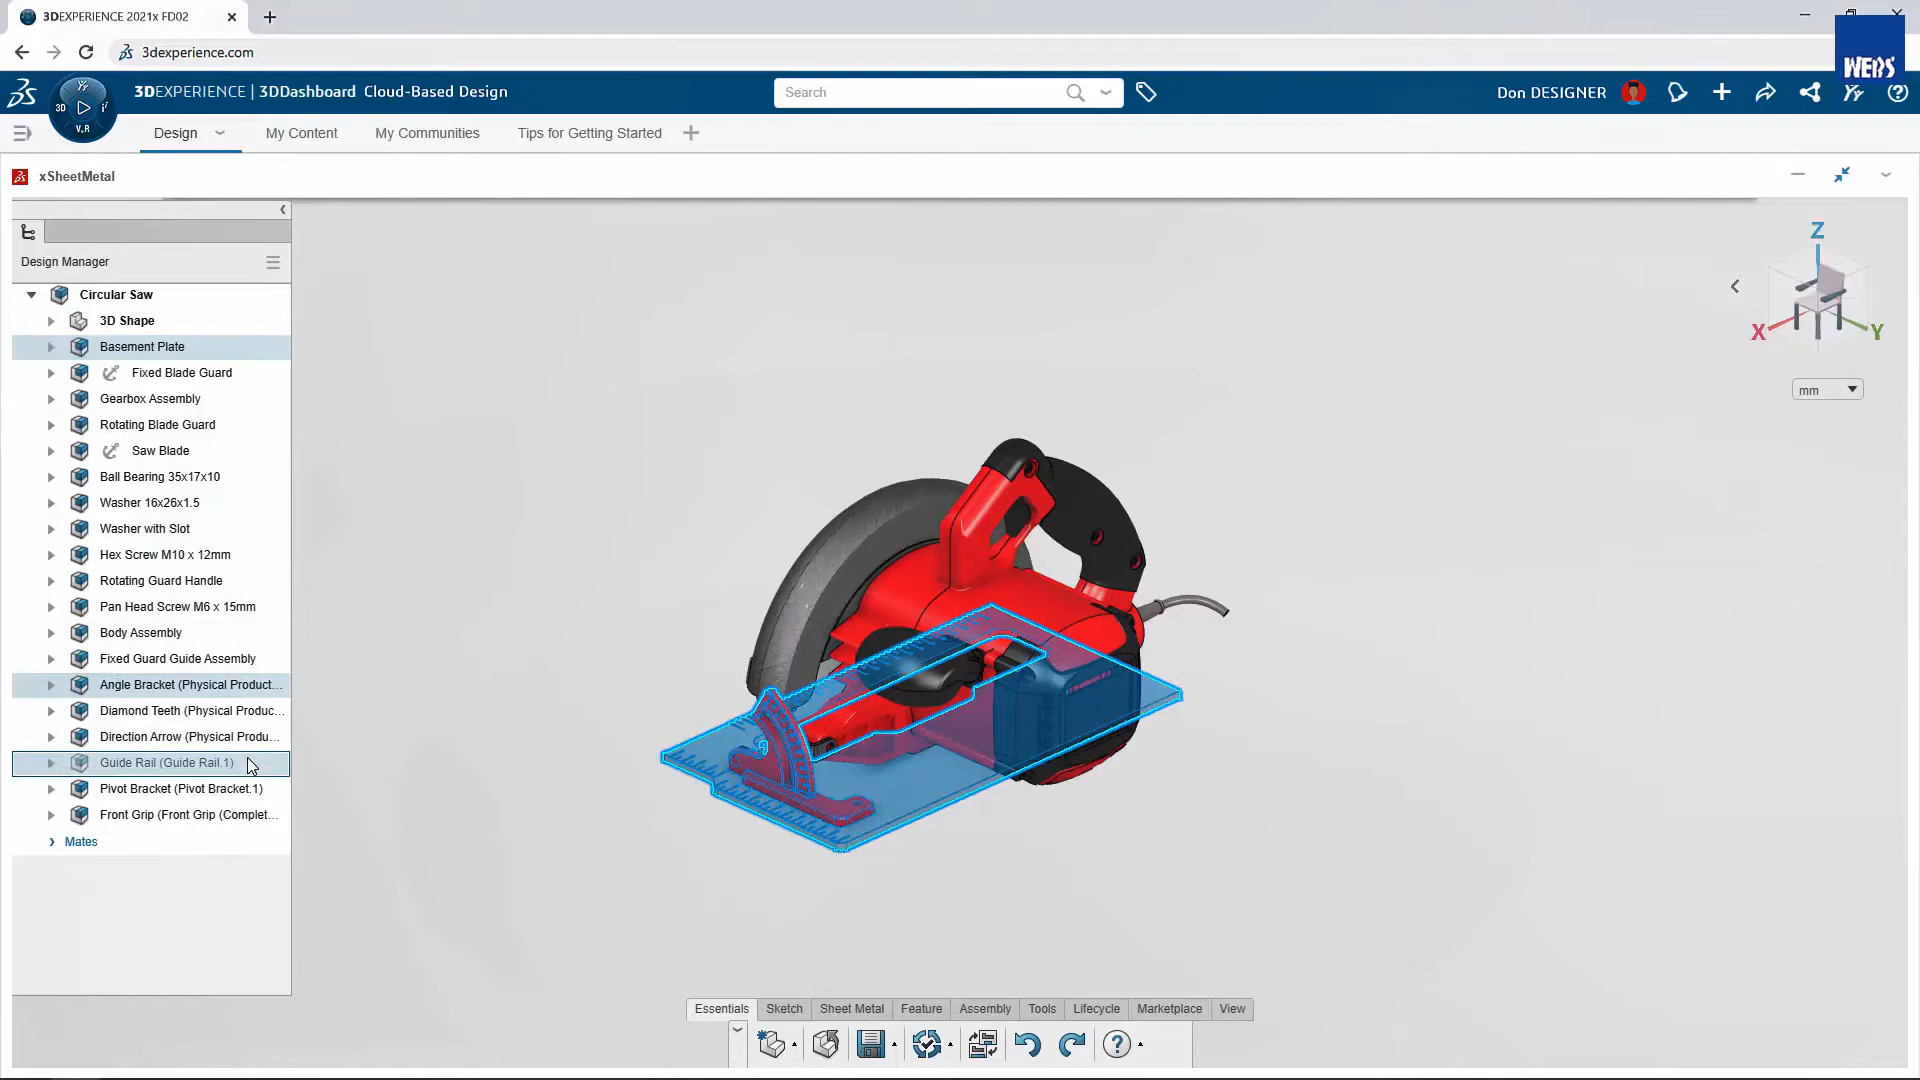 3DEXPERIENCE 2021x FD02
3dexperience.com
WEDS
3D
V.R
3DEXPERIENCE | 3DDashboard Cloud-Based Design
Search
Don DESIGNER
Design
My Content
My Communities
Tips for Getting Started
xSheetMetal
Design Manager
Circular Saw
3D Shape
Basement Plate
Fixed Blade Guard
Gearbox Assembly
Rotating Blade Guard
Saw Blade
Ball Bearing 35x17x10
Washer 16x26x1.5
Washer with Slot
Hex Screw M10 x 12mm
Rotating Guard Handle
Pan Head Screw M6 x 15mm
Body Assembly
Fixed Guard Guide Assembly
Angle Bracket (Physical Product...
Diamond Teeth (Physical Produc...
Direction Arrow (Physical Produ...
Guide Rail (Guide Rail.1)
Pivot Bracket (Pivot Bracket.1)
Front Grip (Front Grip (Complet...
Mates
Z
X
Y
mm
Essentials
Sketch
Sheet Metal
Feature
Assembly
Tools
Lifecycle
Marketplace
View